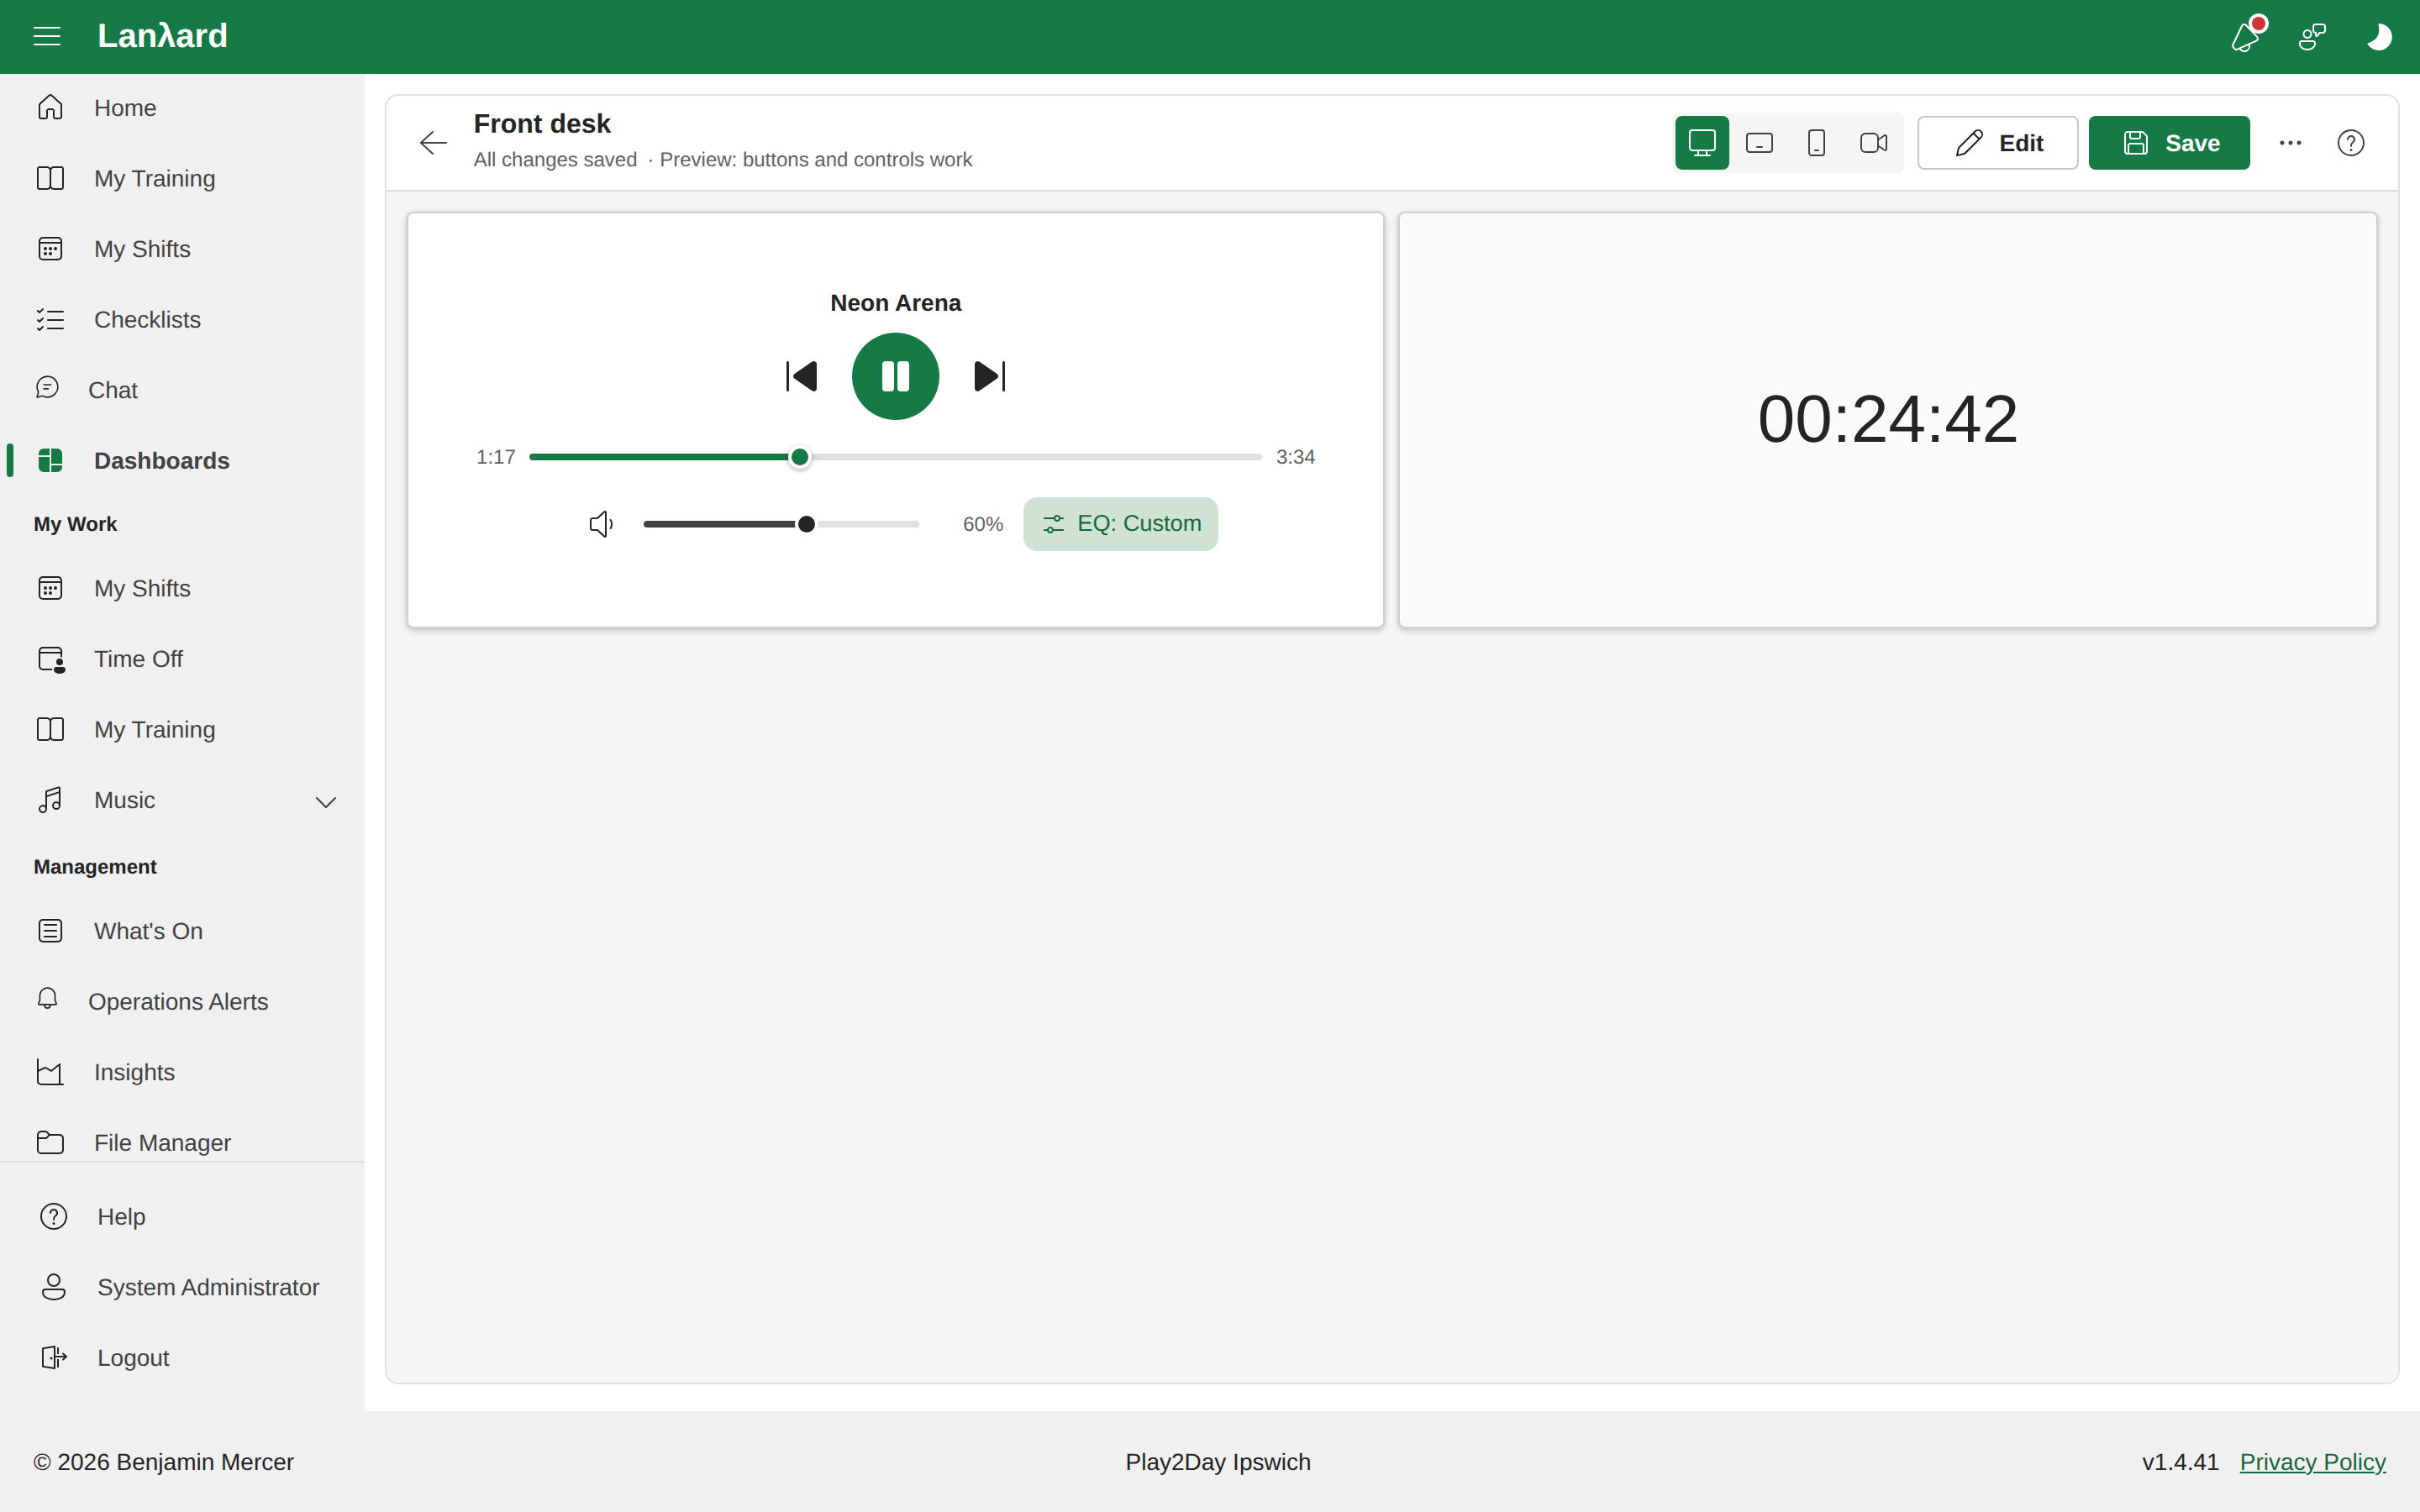 Lanλard
Home
My Training
My Shifts
Checklists
Chat
Dashboards
My Work
My Shifts
Time Off
My Training
Music
Management
What's On
Operations Alerts
Insights
File Manager
Help
System Administrator
Logout
Front desk
All changes saved · Preview: buttons and controls work
Edit
Save
Neon Arena
1:17
3:34
60%
EQ: Custom
00:24:42
© 2026 Benjamin Mercer
Play2Day Ipswich
v1.4.41
Privacy Policy